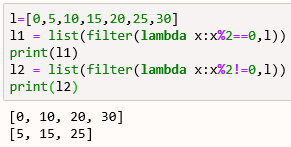 l=[0,5,10,15,20,25,30]
l1 = list(filter(lambda x:x%2==0,l))
print(l1)
l2 = list(filter(lambda x:x%2!=0,l))
print(l2)
[0, 10, 20, 30]
[5, 15, 25]